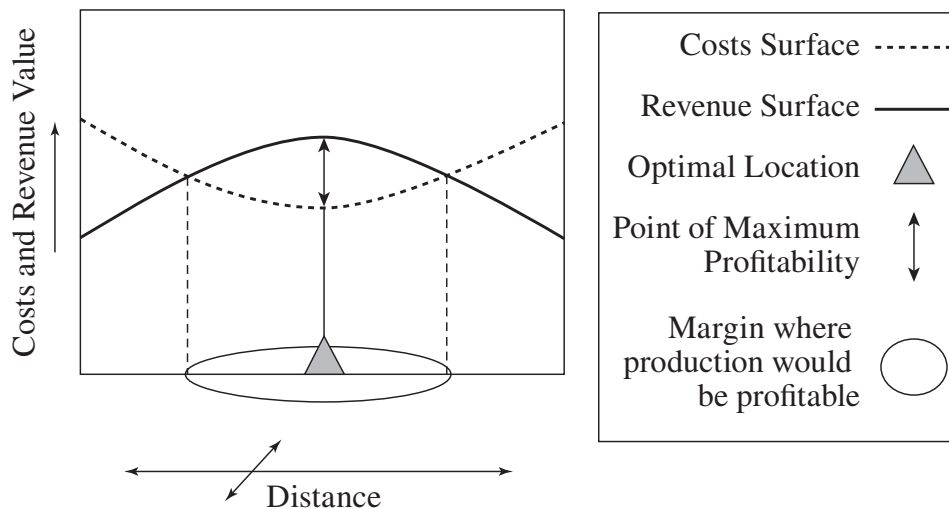 Costs and Revenue Value
Distance
Costs Surface
Revenue Surface
Optimal Location
Point of Maximum
Profitability
Margin where
production would
be profitable